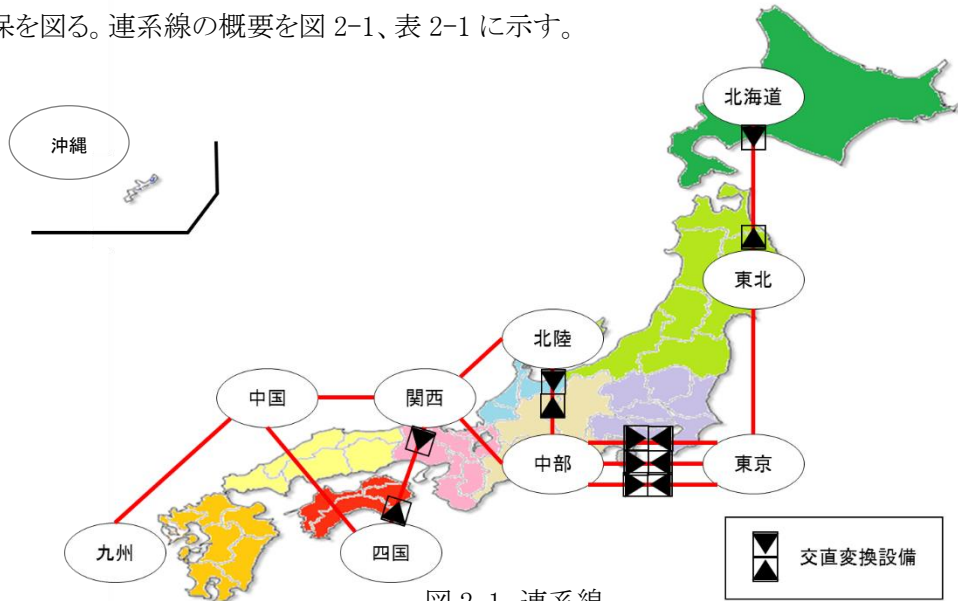 保を図る。連系線の概要を図 2-1、表 2-1 に示す。
北海道
沖縄
東北
北陸
中国
関西
中部
東京
九州
四国
交直変換設備
図 2-1 連系線